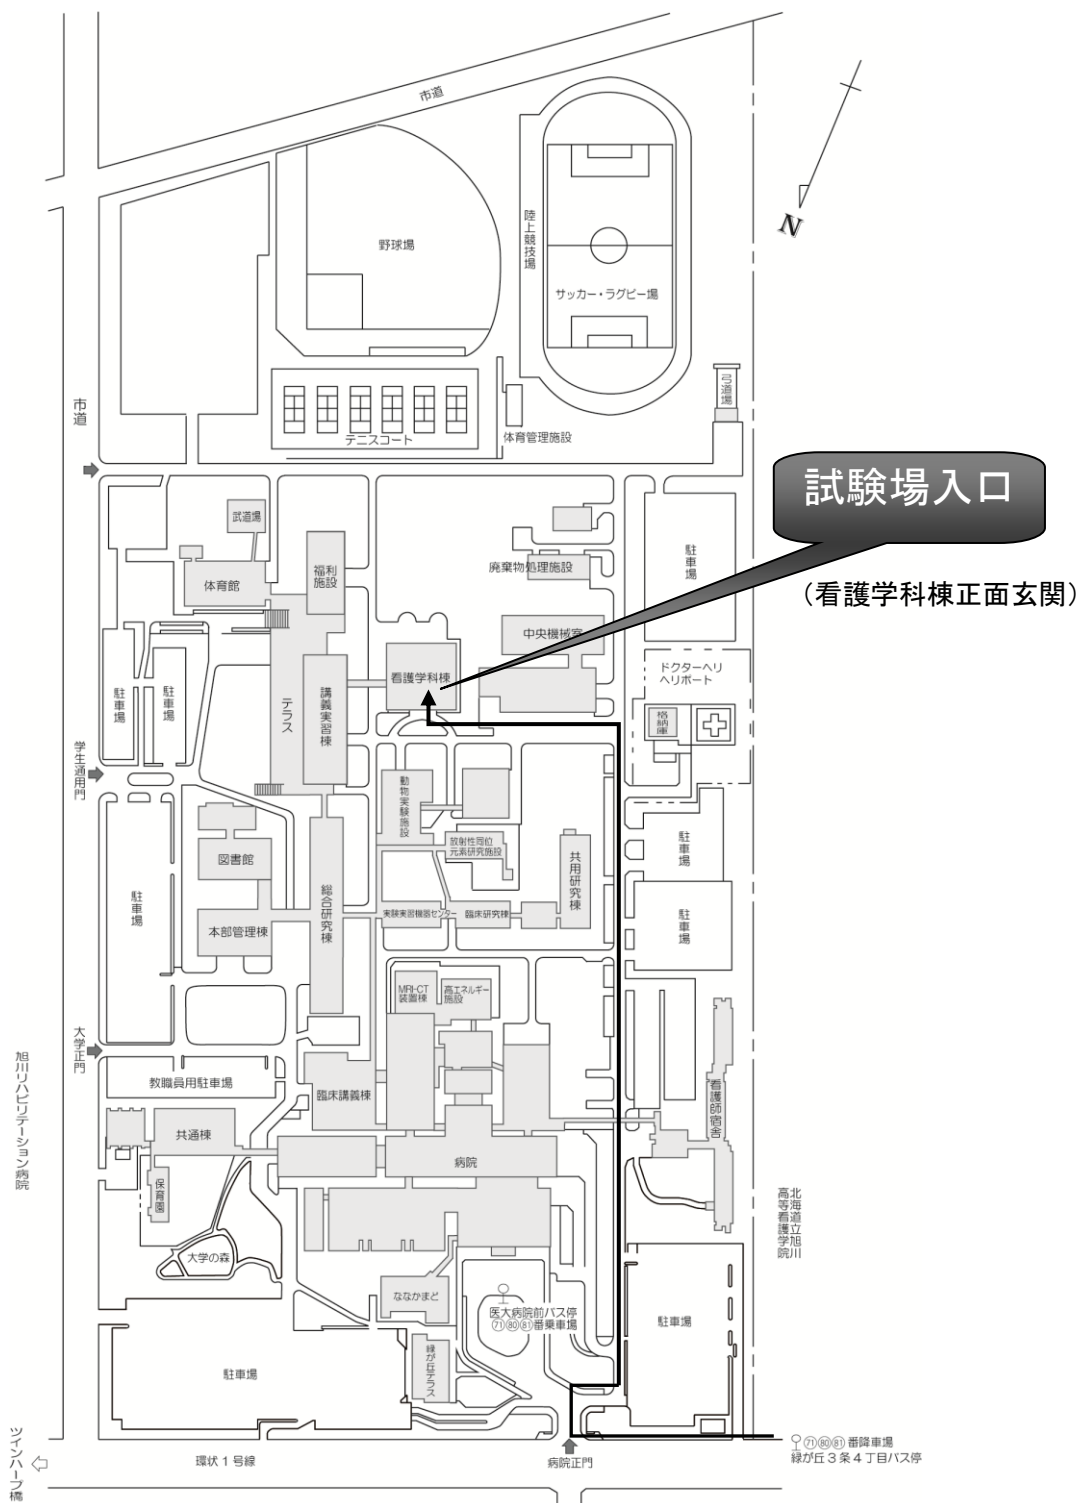 市道
N
野球場
陸上競技場
サッカー・ラグビー場
弓道場
市道
テニスコート
体育管理施設
試験場入口
(看護学科棟正面玄関)
武道場
体育館
福利
施設
廃棄物処理施設
駐車場
中央機械室
看護学科棟
ドクターヘリ
ヘリポート
格納庫
駐車場
駐車場
テラス
講義実習棟
学生通用門
動物実験施設
放射性同位
元素研究施設
共用研究棟
駐車場
図書館
駐車場
総合研究棟
実験実習機器センター
臨床研究棟
駐車場
本部管理棟
MRI-CT
装置棟
高エネルギー
施設
大学正門
旭川リハビリテーション病院
教職員用駐車場
臨床講義棟
看護師宿舎
共通棟
病院
保育園
北海道立旭川
高等看護学院
大学の森
ななかまど
医大病院前バス停
71 80 81番乗車場
駐車場
緑が丘テラス
駐車場
ツインハープ橋
環状1号線
病院正門
71 80 81 番降車場
緑が丘3条4丁目バス停